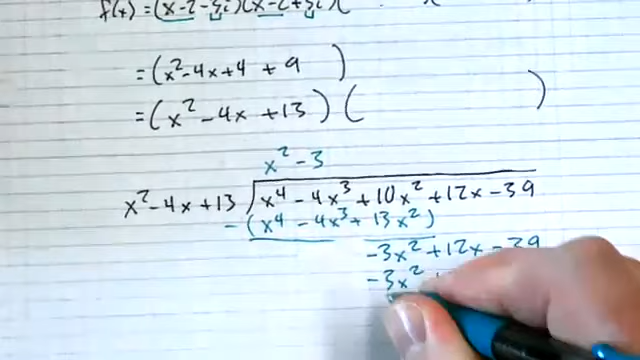 f(x) = (x-2-3i)(x-2+3i)(
= (x²-4x+4 + 9 )
= (x² - 4x + 13) ( )
x² - 3
x² - 4x + 13 ) x⁴ - 4x³ + 10x² + 12x - 39
- (x⁴ - 4x³ + 13x²)
-3x² + 12x - 39
-3x² +